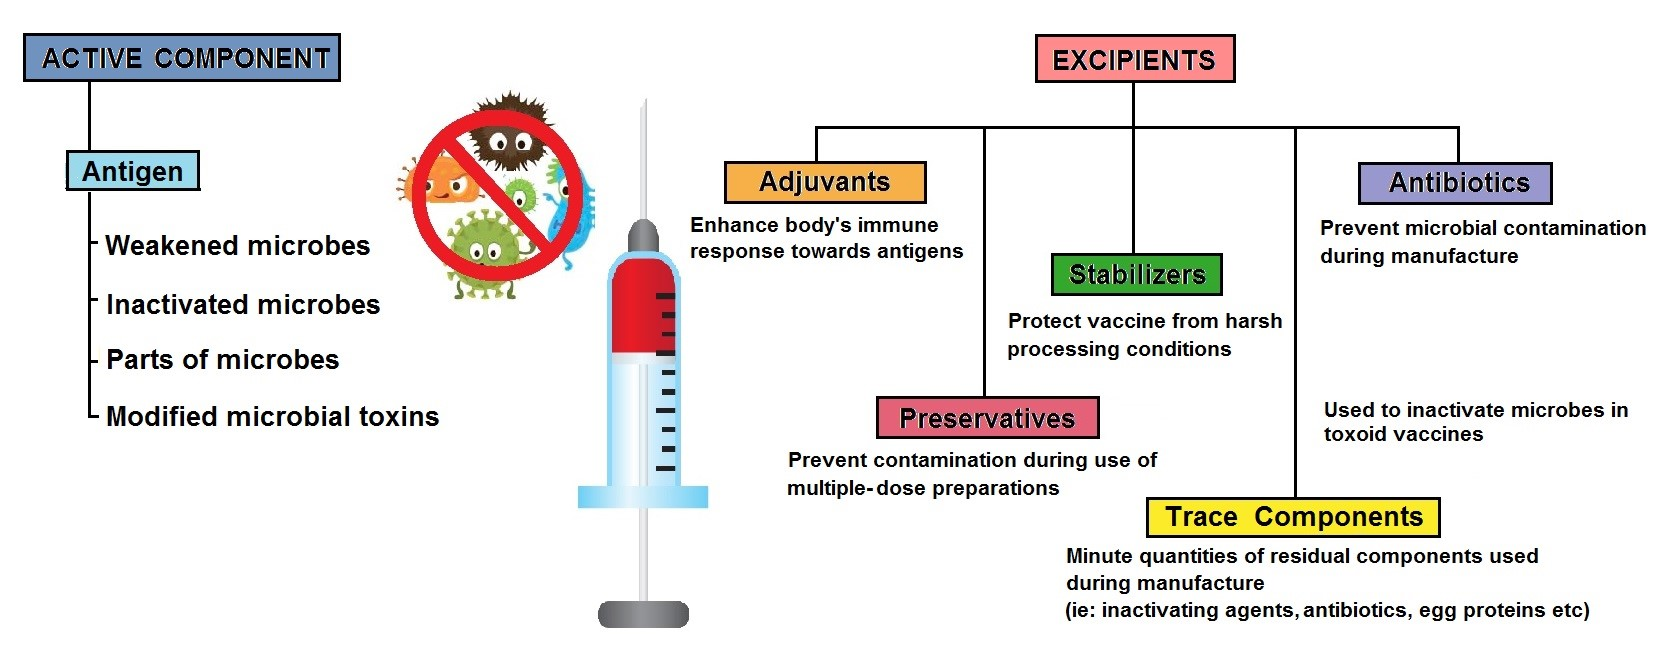 ACTIVE COMPONENT
Antigen
Weakened microbes
Inactivated microbes
Parts of microbes
Modified microbial toxins
EXCIPIENTS
Adjuvants
Enhance body's immune
response towards antigens
Stabilizers
Protect vaccine from harsh
processing conditions
Antibiotics
Prevent microbial contamination
during manufacture
Preservatives
Prevent contamination during use of
multiple-dose preparations
Used to inactivate microbes in
toxoid vaccines
Trace Components
Minute quantities of residual components used
during manufacture
(ie: inactivating agents, antibiotics, egg proteins etc)